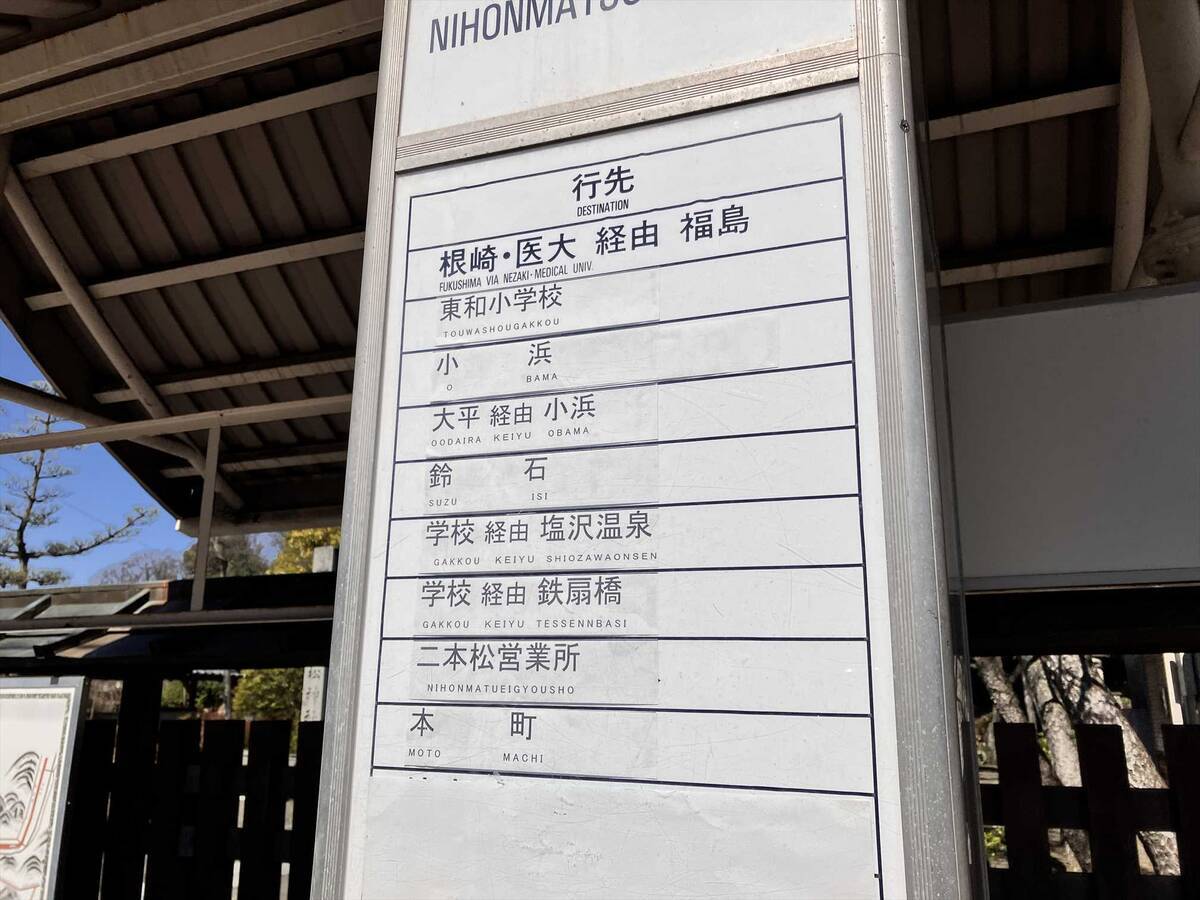 NIHONMATSU
行先
DESTINATION
根崎・医大 経由 福島
FUKUSHIMA VIA NEZAKI・MEDICAL UNIV.
東和小学校
TOUWASHOUGAKKOU
小 浜
O BAMA
大平 経由 小浜
OODAIRA KEIYU OBAMA
鈴 石
SUZU ISI
学校 経由 塩沢温泉
GAKKOU KEIYU SHIOZAWAONSEN
学校 経由 鉄扇橋
GAKKOU KEIYU TESSENNBASI
二本松営業所
NIHONMATUEIGYOUSHO
本 町
MOTO MACHI